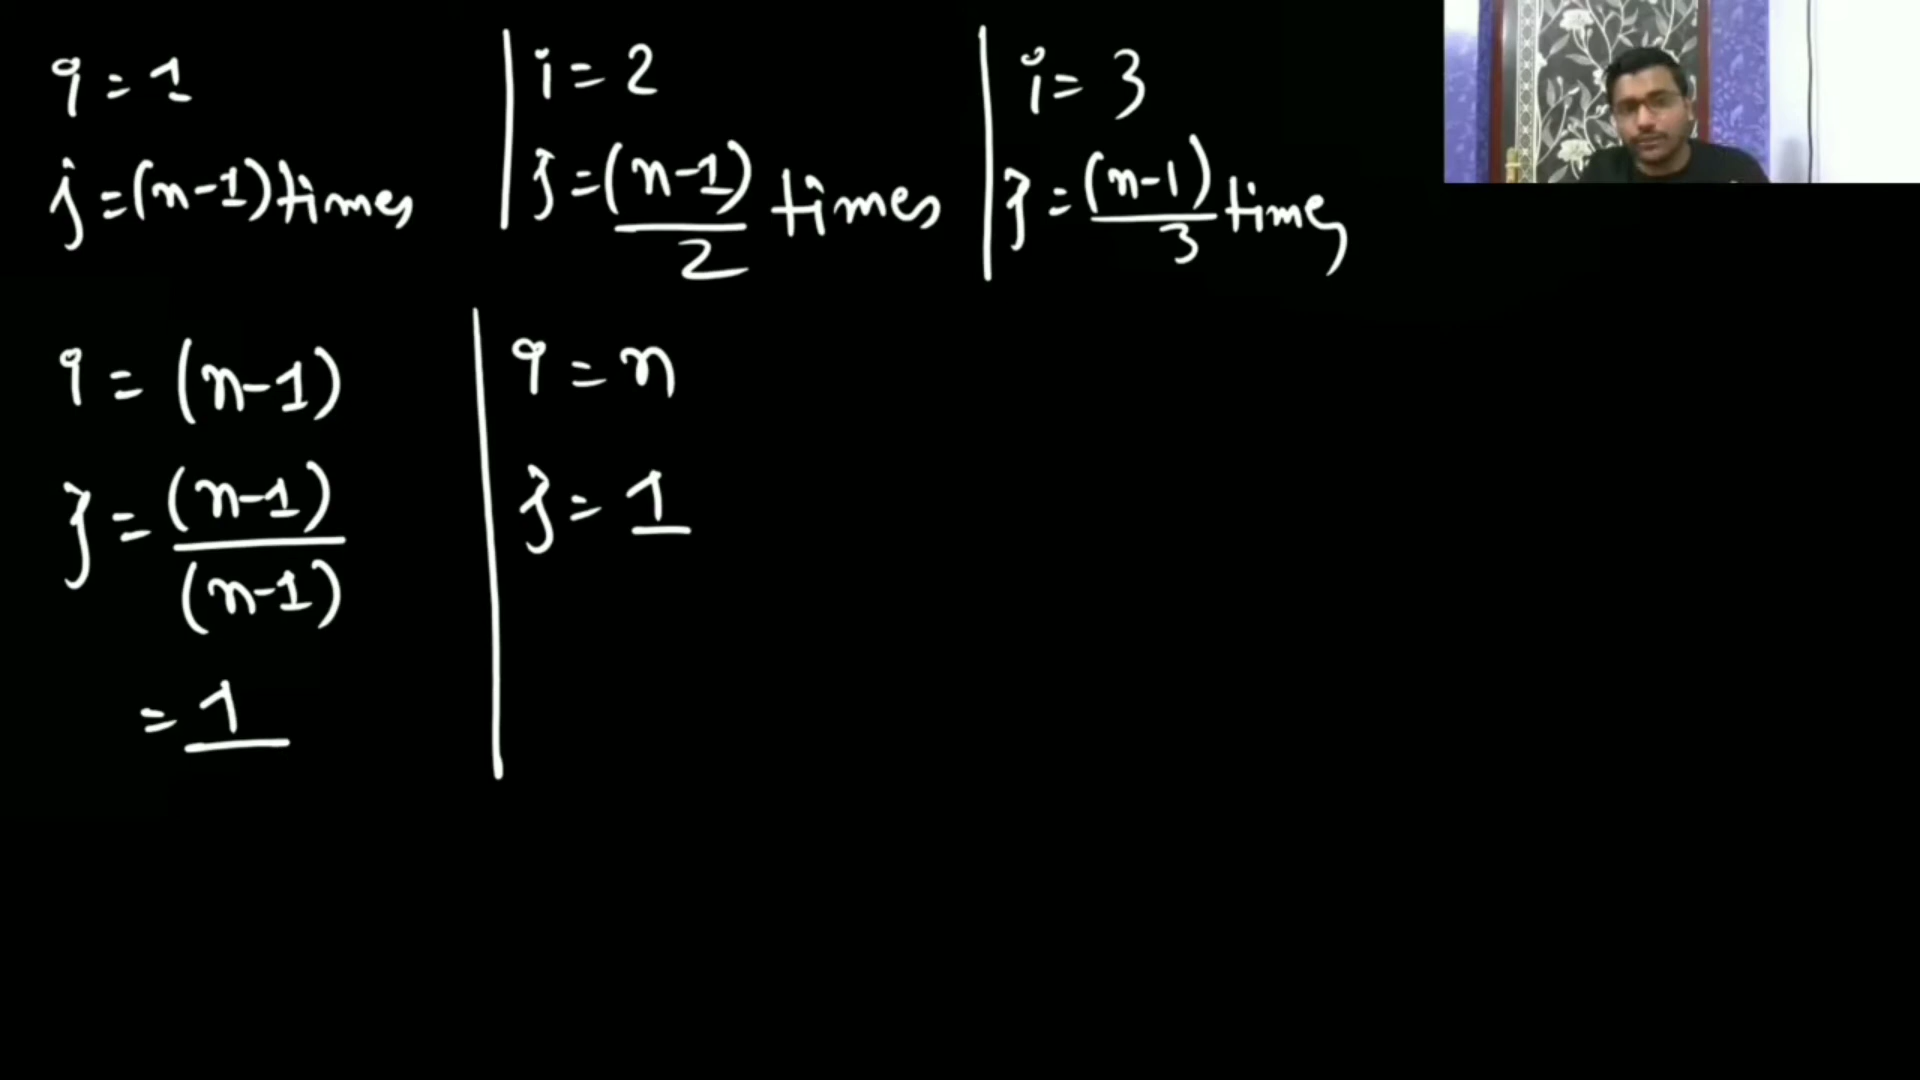 i = 1
j = (n-1) times
i = 2
j = (n-1)/2 times
i = 3
j = (n-1)/3 times
i = (n-1)
j = (n-1)/(n-1)
= 1
i = n
j = 1